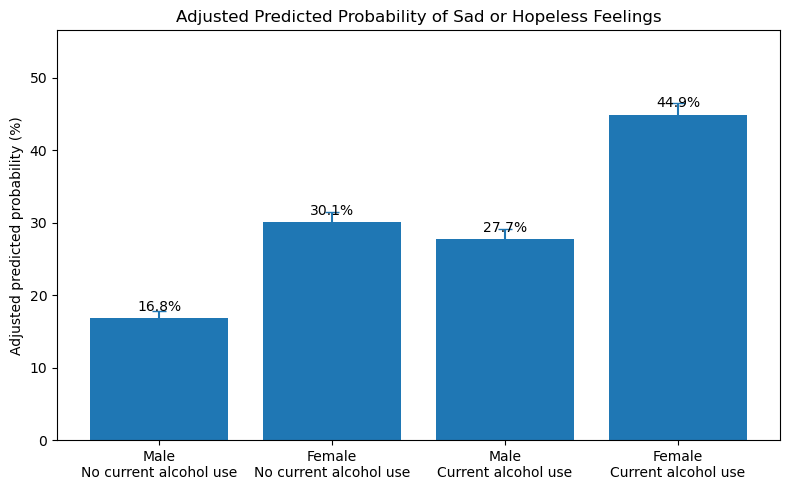 Adjusted Predicted Probability of Sad or Hopeless Feelings
Adjusted predicted probability (%)
50
40
30
20
10
0
16.8%
30.1%
27.7%
44.9%
Male
No current alcohol use
Female
No current alcohol use
Male
Current alcohol use
Female
Current alcohol use